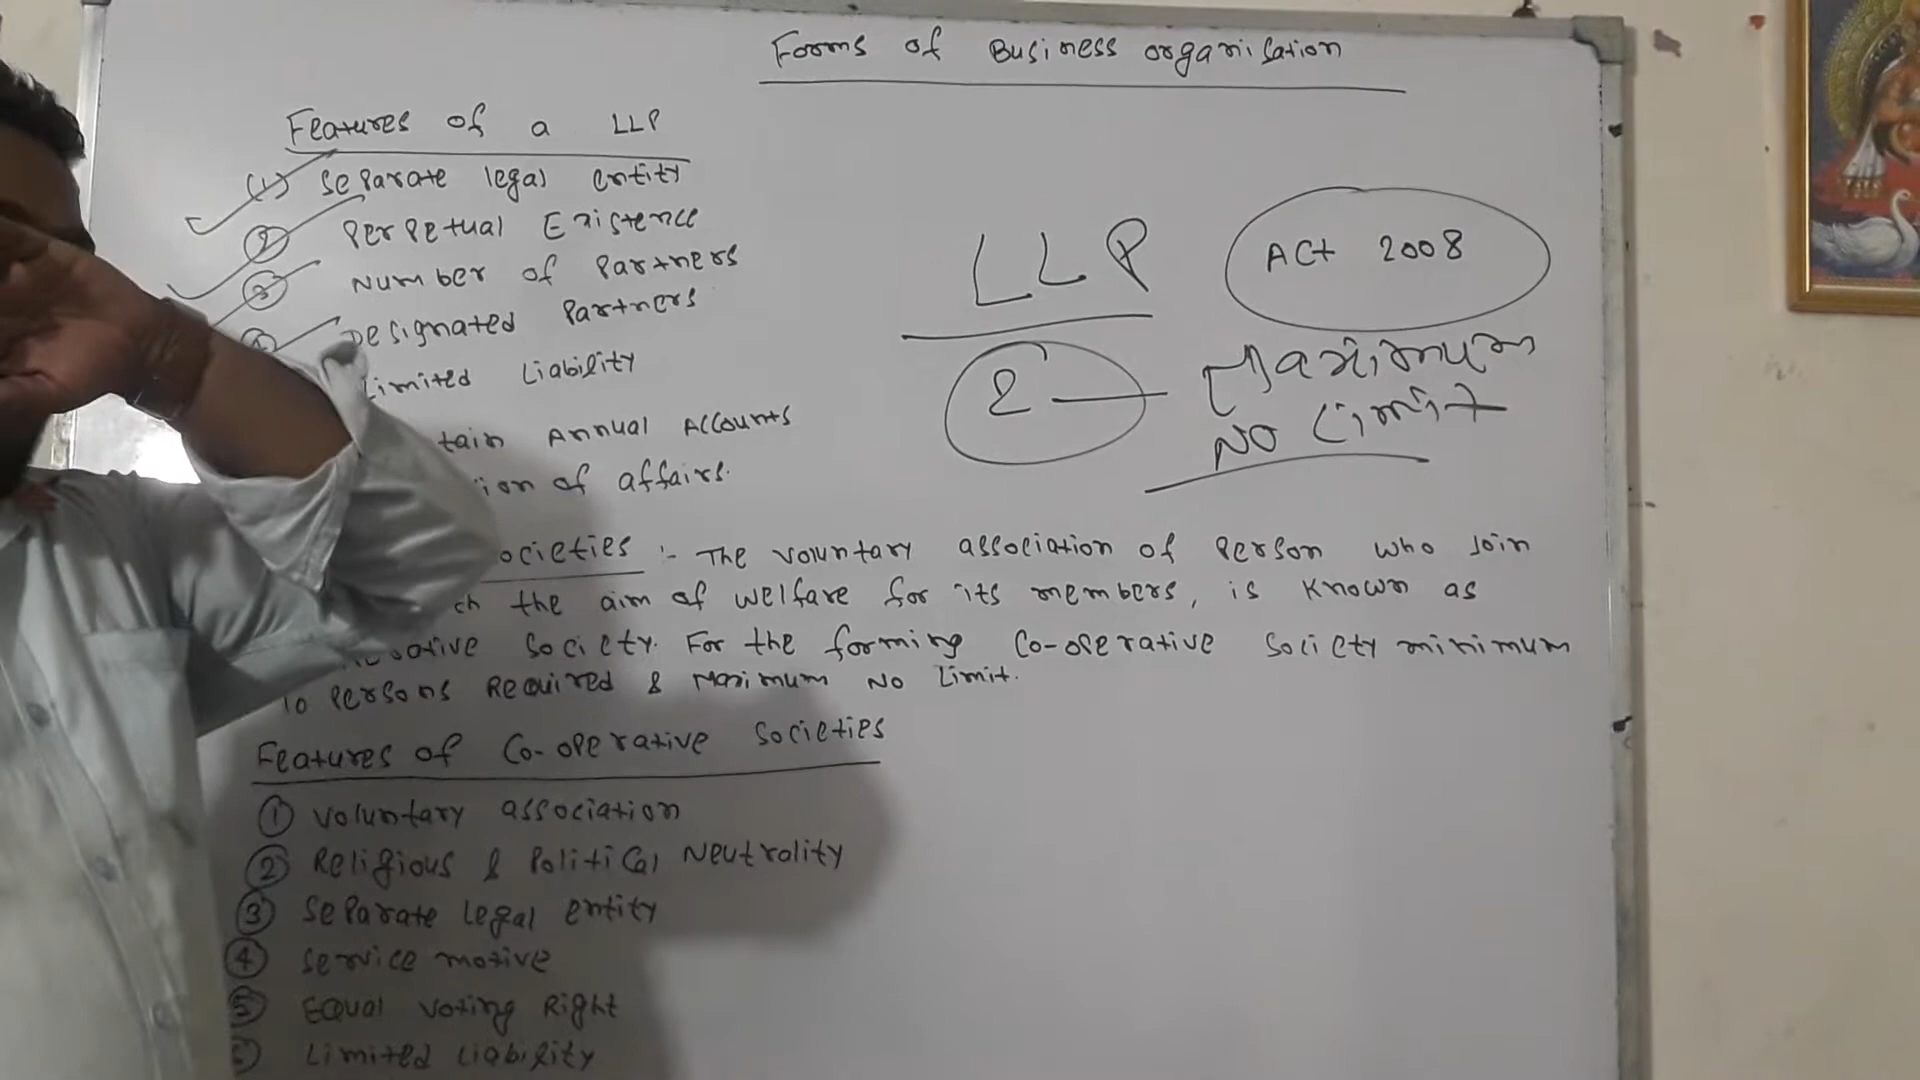 Forms of Business organisation
Features of a LLP
(1) Separate legal entity
② Perpetual Existence
③ Number of Partners
Designated Partners
Limited Liability
tain Annual Accounts
ion of affairs.
LLP
Act 2008
2 — Maximum
No Limit
ocieties :- The voluntary association of Person who Join
the aim of welfare for its members, is Known as
ative Society. For the forming Co-operative Society minimum
10 Persons Required & Maximum No Limit.
Features of Co-operative Societies
① Voluntary association
② Religious & Political Neutrality
③ Separate Legal entity
④ Service motive
⑤ Equal Voting Right
⑥ Limited Liability